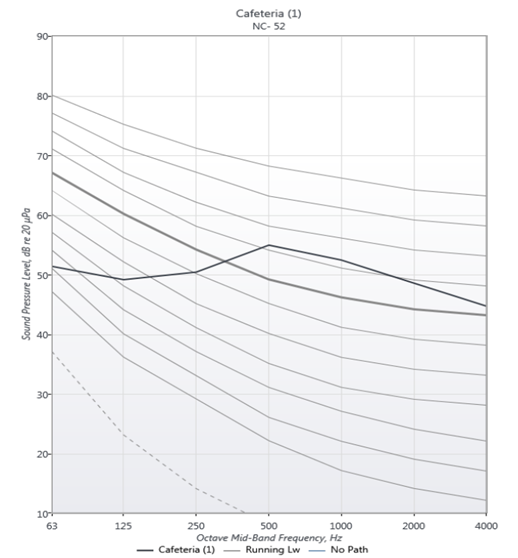 Cafeteria (1)
NC- 52
90
80
70
60
50
40
30
20
10
Sound Pressure Level, dB re 20 µPa
63 125 250 500 1000 2000 4000
Octave Mid-Band Frequency, Hz
Cafeteria (1) Running Lw No Path